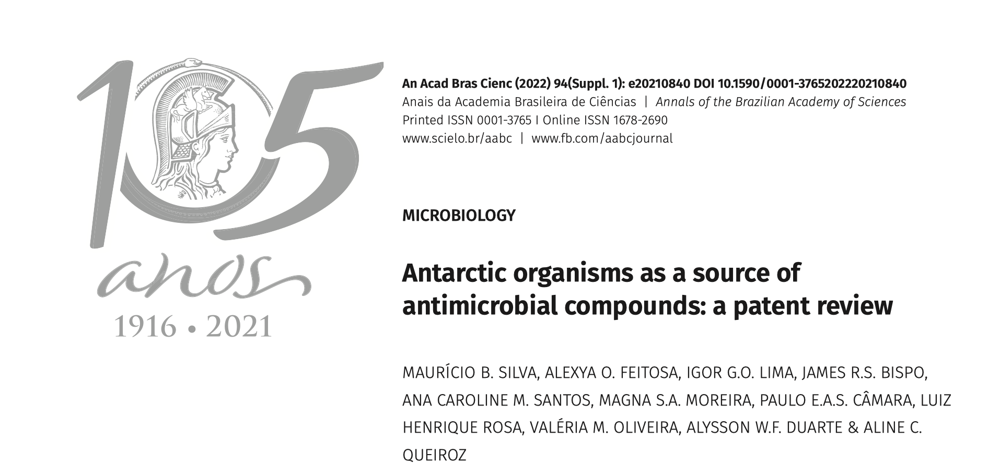 105
anos
1916 • 2021
An Acad Bras Cienc (2022) 94(Suppl. 1): e20210840 DOI 10.1590/0001-3765202220210840
Anais da Academia Brasileira de Ciências | Annals of the Brazilian Academy of Sciences
Printed ISSN 0001-3765 I Online ISSN 1678-2690
www.scielo.br/aabc | www.fb.com/aabcjournal
MICROBIOLOGY
Antarctic organisms as a source of
antimicrobial compounds: a patent review
MAURÍCIO B. SILVA, ALEXYA O. FEITOSA, IGOR G.O. LIMA, JAMES R.S. BISPO,
ANA CAROLINE M. SANTOS, MAGNA S.A. MOREIRA, PAULO E.A.S. CÂMARA, LUIZ
HENRIQUE ROSA, VALÉRIA M. OLIVEIRA, ALYSSON W.F. DUARTE & ALINE C.
QUEIROZ